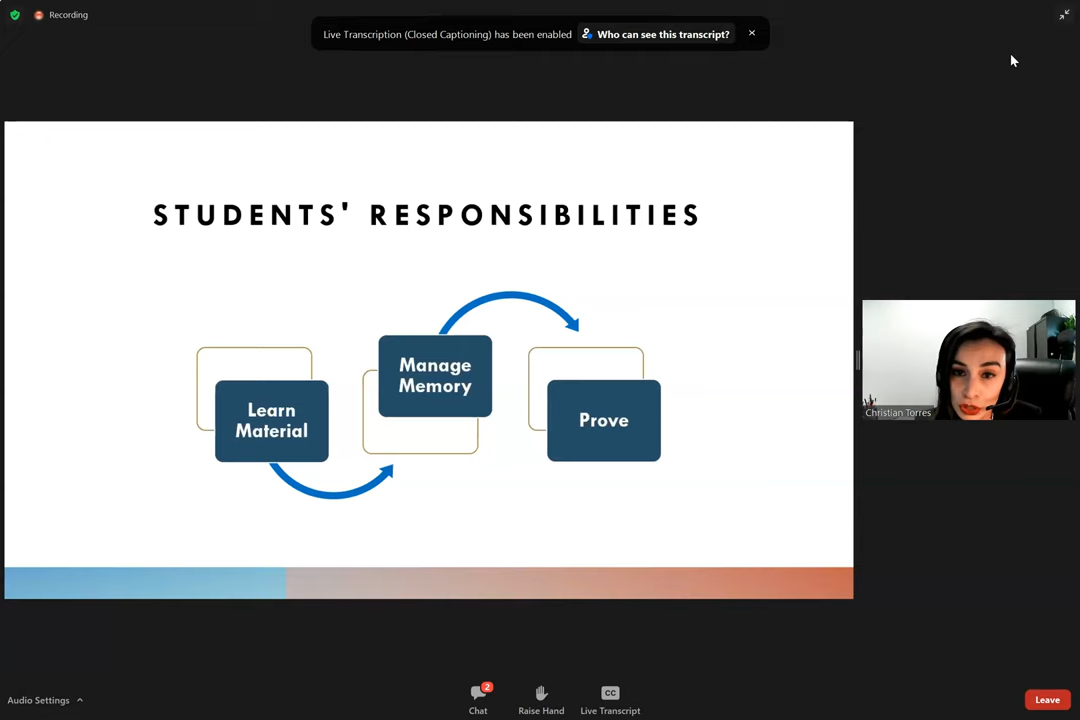 Recording
Live Transcription (Closed Captioning) has been enabled Who can see this transcript?
STUDENTS' RESPONSIBILITIES
Learn
Material
Manage
Memory
Prove
Christian Torres
Audio Settings
2
Chat
Raise Hand
CC
Live Transcript
Leave